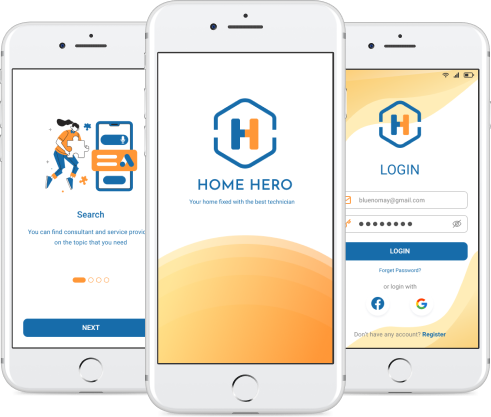 Search
You can find consultant and service provid
on the topic that you need
NEXT
H
HOME HERO
Your home fixed with the best technician
H
LOGIN
bluenomay@gmail.com
LOGIN
Forget Password?
or login with
f
G
Don't have any account? Register